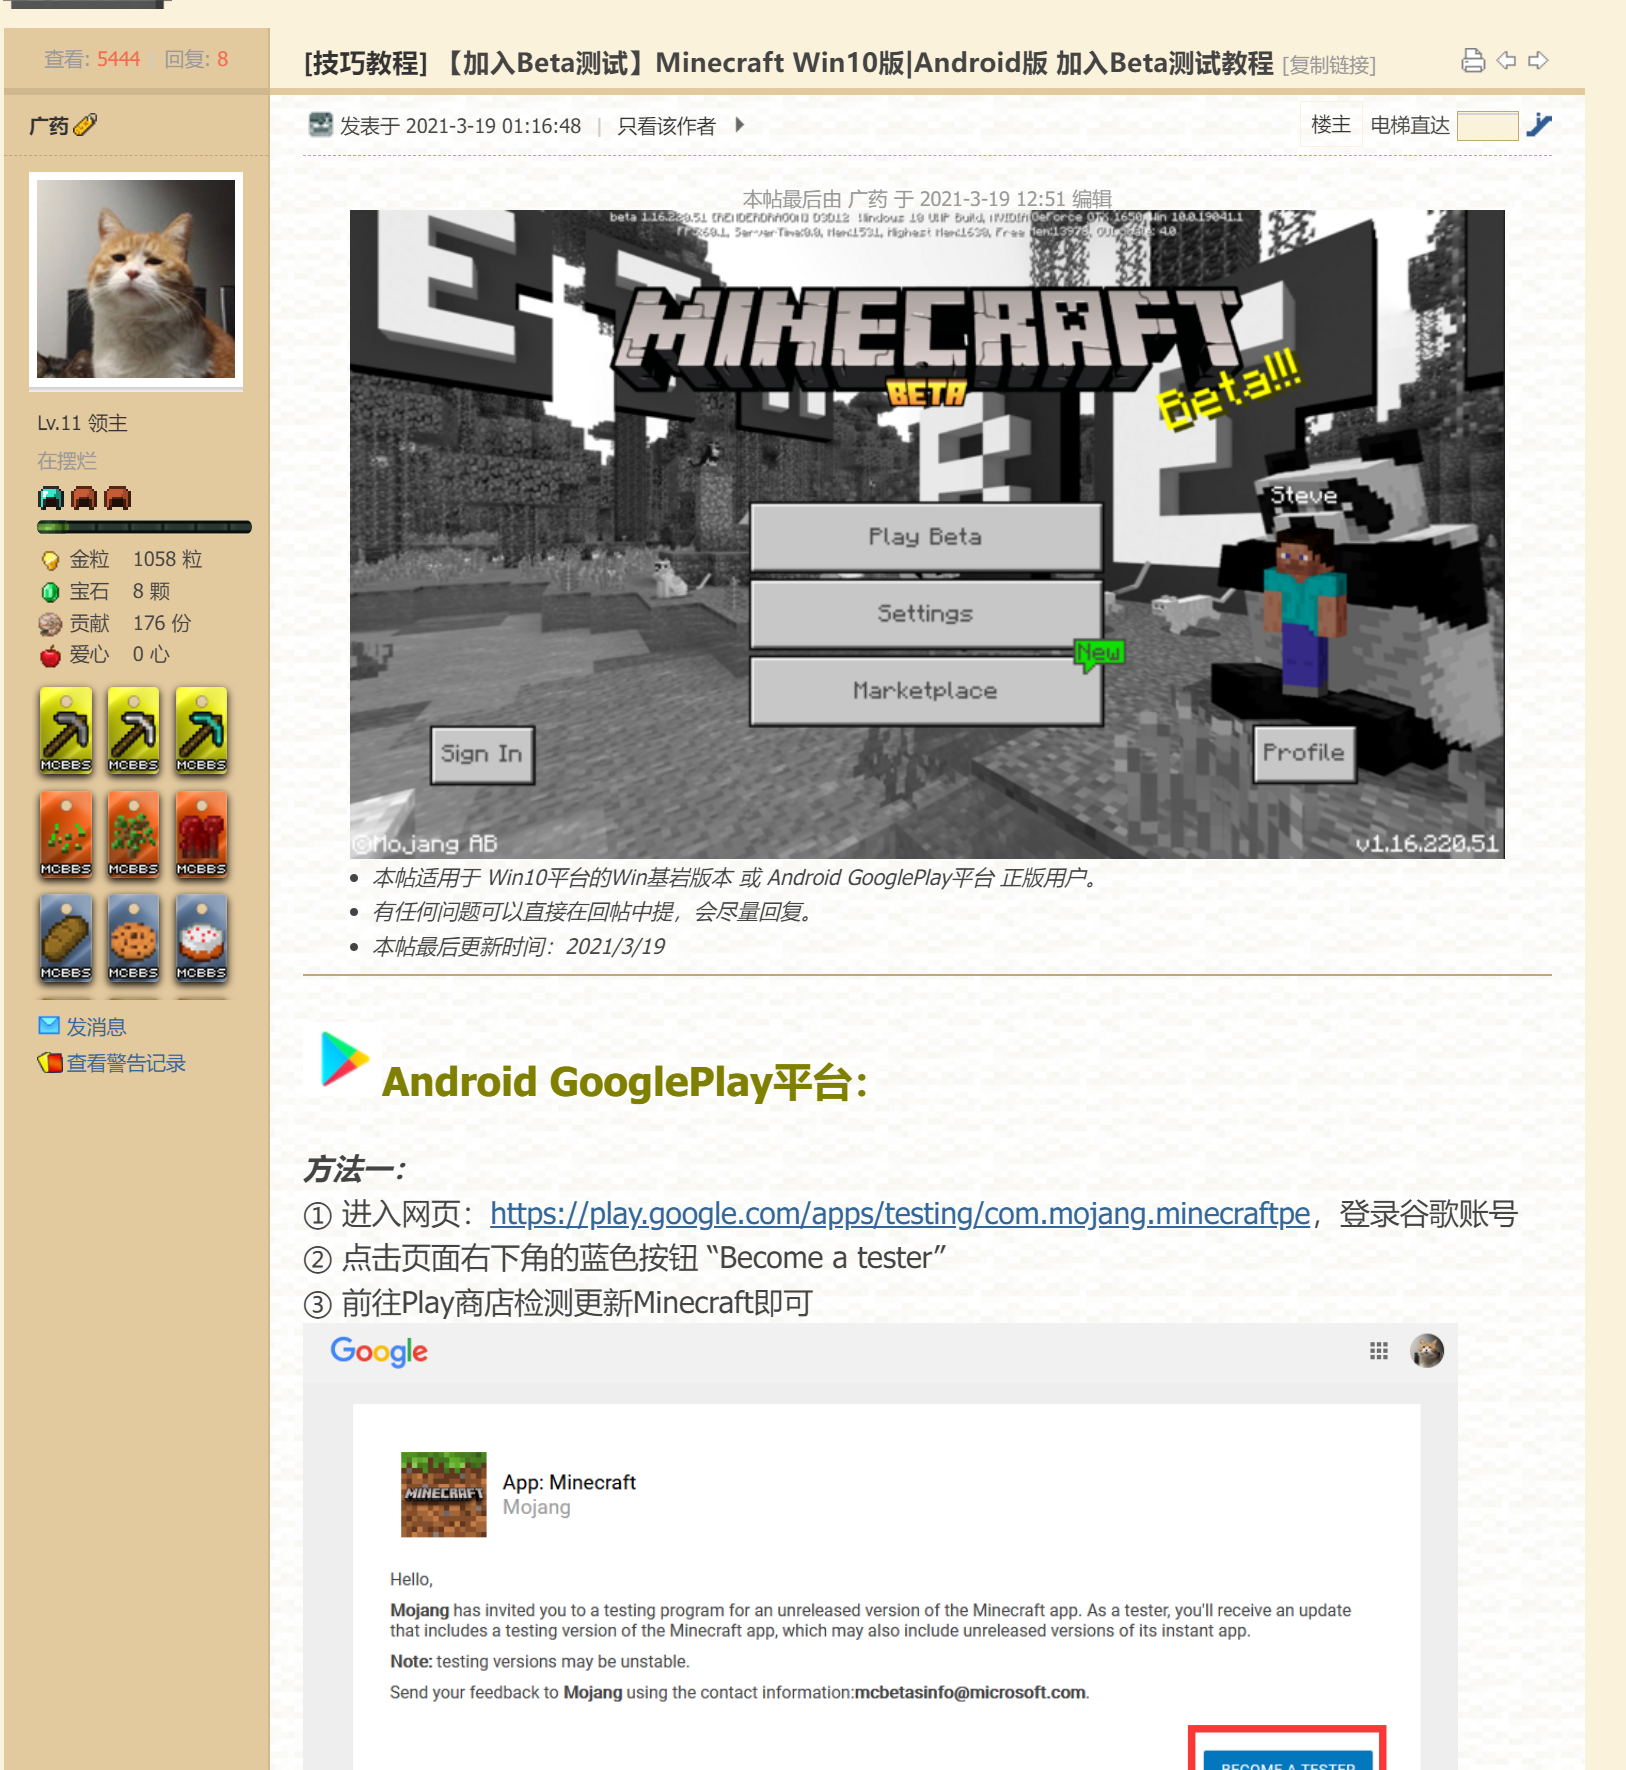 查看: 5444 | 回复: 8
[技巧教程] 【加入Beta测试】Minecraft Win10版|Android版 加入Beta测试教程 [复制链接]
广药
发表于 2021-3-19 01:16:48 | 只看该作者
楼主 电梯直达
Lv.11 领主
在摆烂
金粒 1058 粒
宝石 8 颗
贡献 176 份
爱心 0 心
MCBBS MCBBS MCBBS
MCBBS MCBBS MCBBS
MCBBS MCBBS MCBBS
发消息
查看警告记录
本帖最后由 广药 于 2021-3-19 12:51 编辑
MINECRAFT
BETA
Beta!!!
Steve
Play Beta
Settings
New
Marketplace
Sign In
Profile
©Mojang AB
v1.16.220.51
本帖适用于 Win10平台的Win基岩版本 或 Android GooglePlay平台 正版用户。
有任何问题可以直接在回帖中提，会尽量回复。
本帖最后更新时间：2021/3/19
Android GooglePlay平台：
方法一：
① 进入网页：https://play.google.com/apps/testing/com.mojang.minecraftpe，登录谷歌账号
② 点击页面右下角的蓝色按钮 “Become a tester”
③ 前往Play商店检测更新Minecraft即可
Google
MINECRAFT
App: Minecraft
Mojang
Hello,
Mojang has invited you to a testing program for an unreleased version of the Minecraft app. As a tester, you'll receive an update
that includes a testing version of the Minecraft app, which may also include unreleased versions of its instant app.
Note: testing versions may be unstable.
Send your feedback to Mojang using the contact information:mcbetasinfo@microsoft.com.
BECOME A TESTER